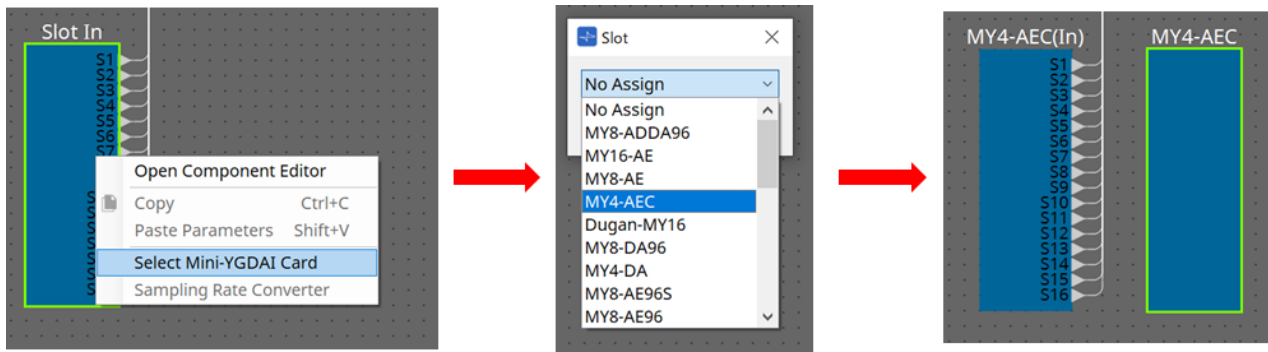 Slot In
S1
S2
S3
S4
S5
S6
S7
S
S
S
S
S
S
S
Open Component Editor
Copy Ctrl+C
Paste Parameters Shift+V
Select Mini-YGDAI Card
Sampling Rate Converter
Slot
No Assign
No Assign
MY8-ADDA96
MY16-AE
MY8-AE
MY4-AEC
Dugan-MY16
MY8-DA96
MY4-DA
MY8-AE96S
MY8-AE96
MY4-AEC(In)
S1
S2
S3
S4
S5
S6
S7
S8
S9
S10
S11
S12
S13
S14
S15
S16
MY4-AEC